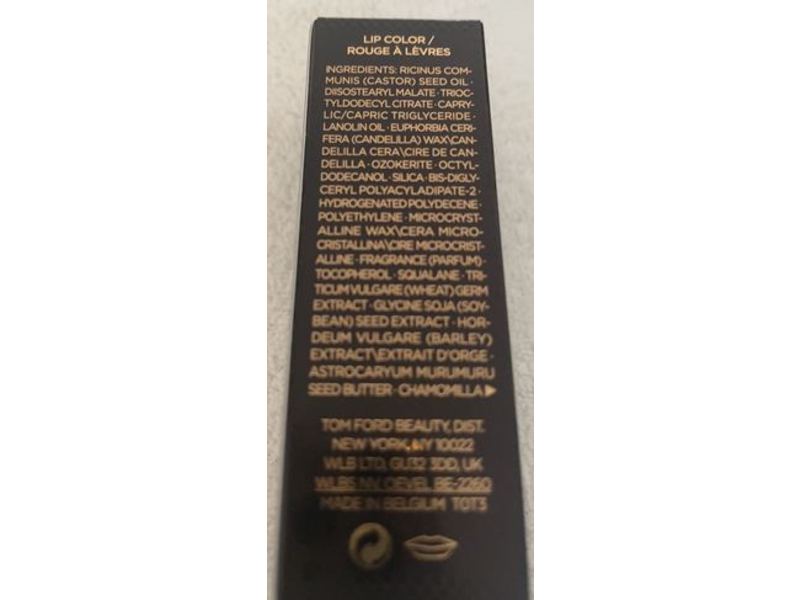 LIP COLOR /
ROUGE À LÈVRES
INGREDIENTS: RICINUS COM-
MUNIS (CASTOR) SEED OIL ·
DIISOSTEARYL MALATE · TRIOC-
TYLDODECYL CITRATE · CAPRY-
LIC/CAPRIC TRIGLYCERIDE ·
LANOLIN OIL · EUPHORBIA CERI-
FERA (CANDELILLA) WAX\CAN-
DELILLA CERA\CIRE DE CAN-
DELILLA · OZOKERITE · OCTYL-
DODECANOL · SILICA · BIS-DIGLY-
CERYL POLYACYLADIPATE-2 ·
HYDROGENATED POLYDECENE ·
POLYETHYLENE · MICROCRYST-
ALLINE WAX\CERA MICRO-
CRISTALLINA\CIRE MICROCRIST-
ALLINE · FRAGRANCE (PARFUM) ·
TOCOPHEROL · SQUALANE · TRI-
TICUM VULGARE (WHEAT) GERM
EXTRACT · GLYCINE SOJA (SOY-
BEAN) SEED EXTRACT · HOR-
DEUM VULGARE (BARLEY)
EXTRACT\EXTRAIT D'ORGE ·
ASTROCARYUM MURUMURU
SEED BUTTER · CHAMOMILLA ▶
TOM FORD BEAUTY, DIST.
NEW YORK, NY 10022
WLB LTD, GU32 3DD, UK
WLBS NV, OEVEL BE-2260
MADE IN BELGIUM T0T3